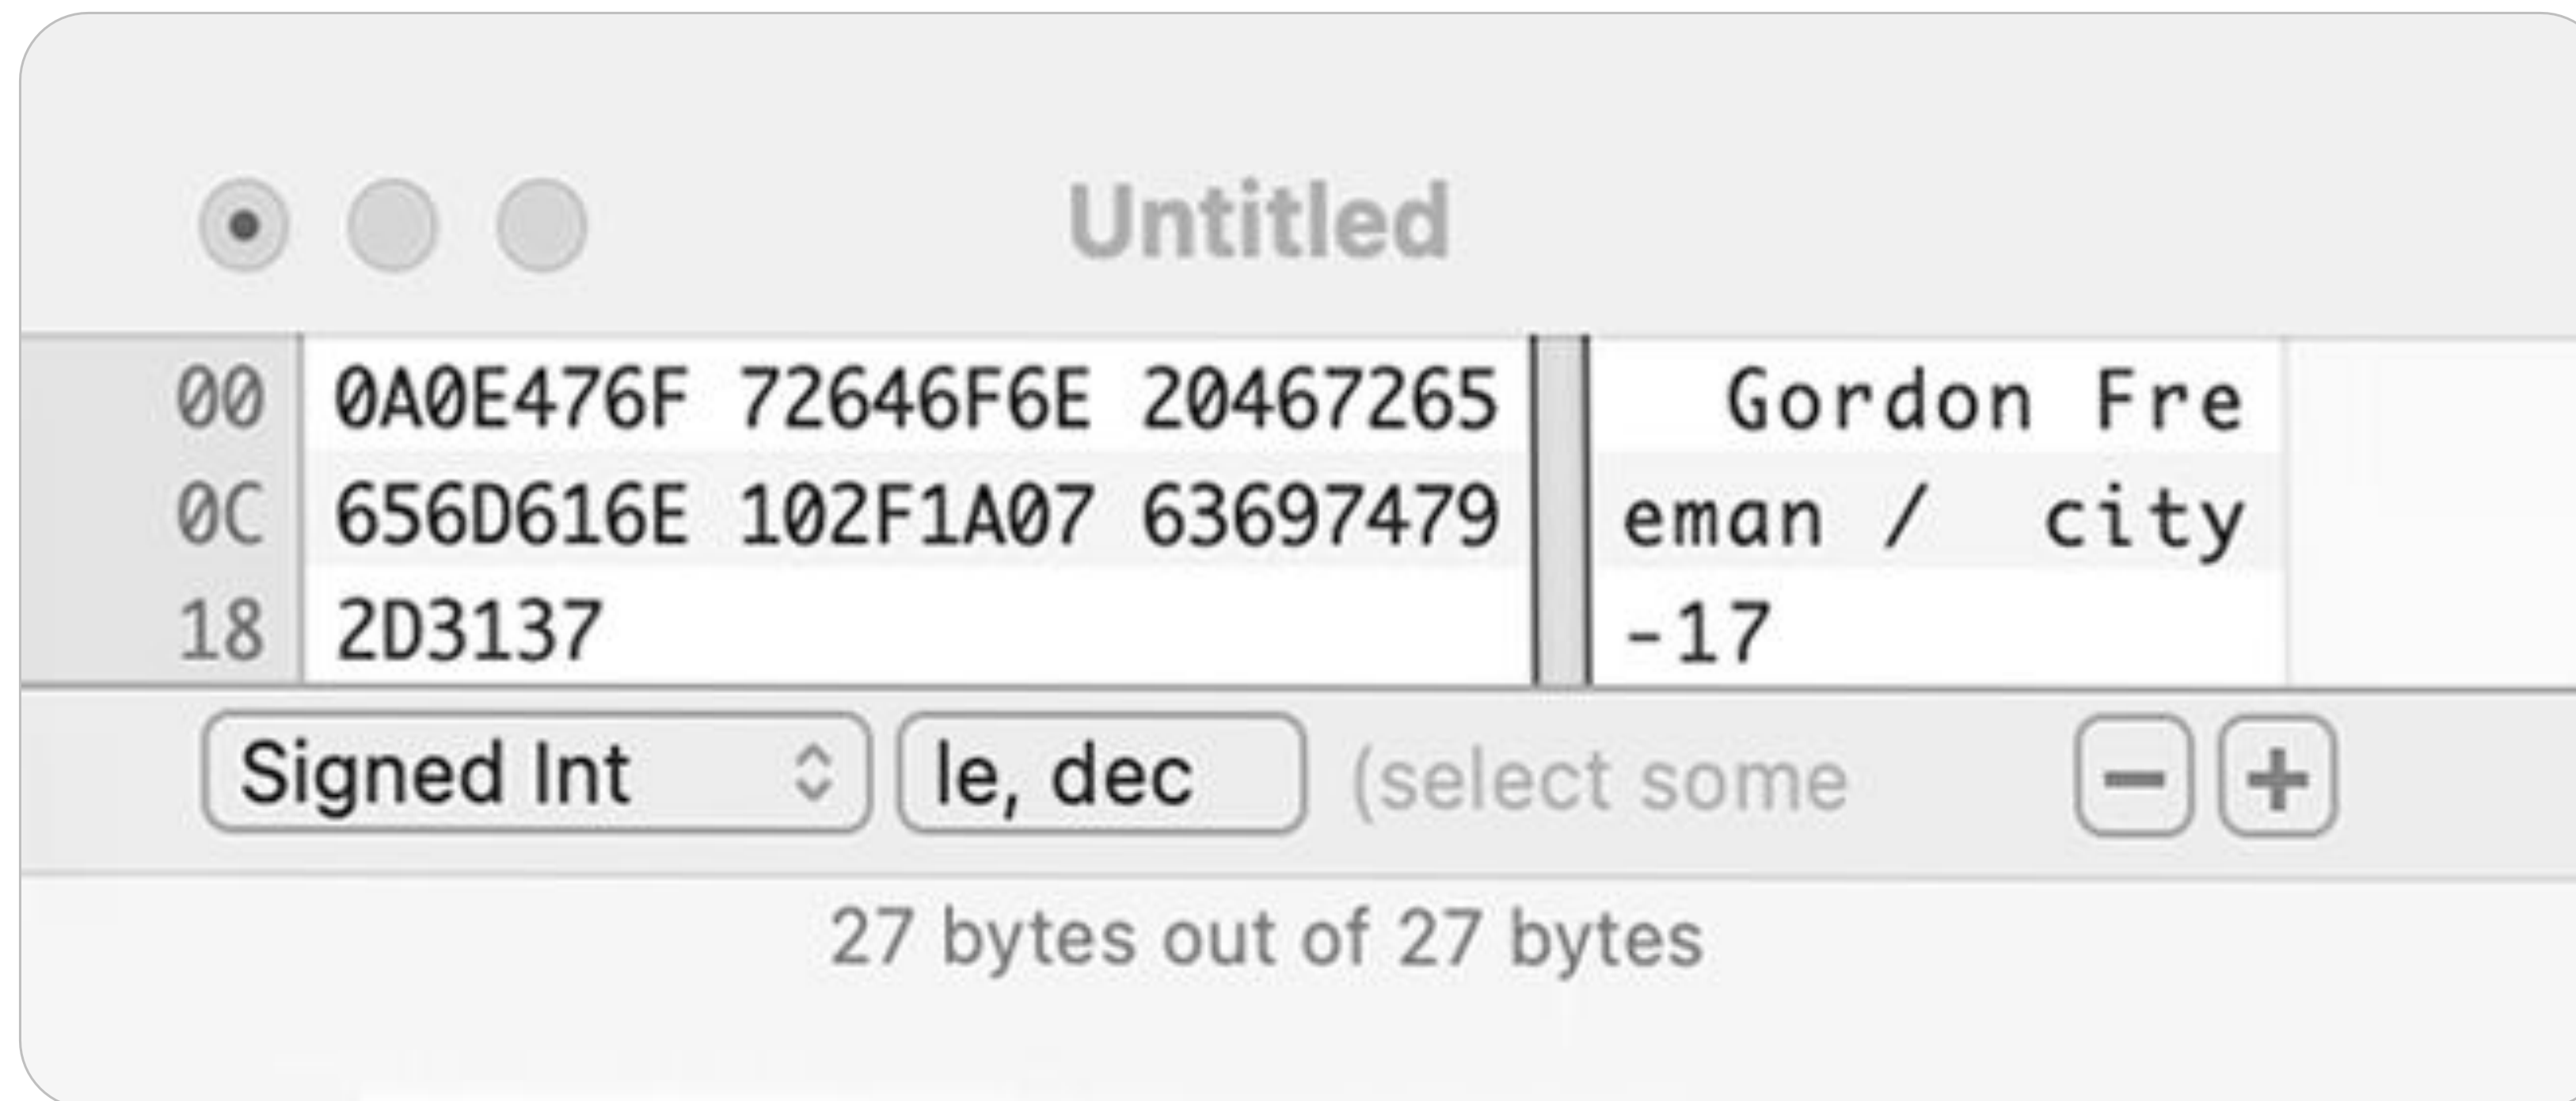 Untitled
00 0A0E476F 72646F6E 20467265 Gordon Fre
0C 656D616E 102F1A07 63697479 eman / city
18 2D3137 -17
Signed Int le, dec (select some
27 bytes out of 27 bytes